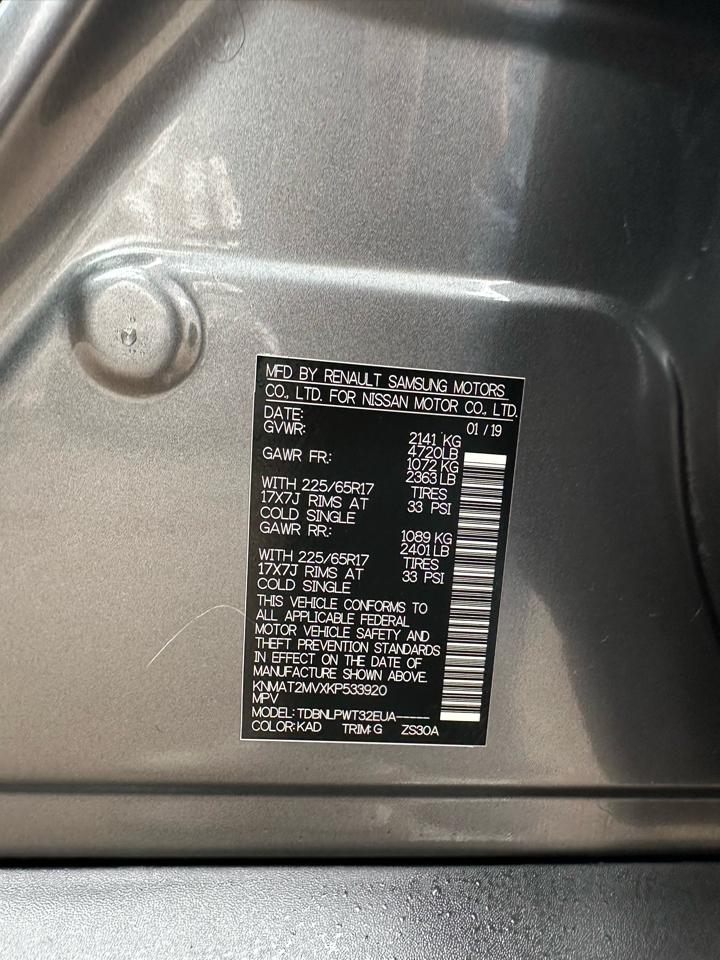 MFD BY RENAULT SAMSUNG MOTORS
CO., LTD. FOR NISSAN MOTOR CO., LTD.
DATE: 01 / 19
GVWR: 2141 KG
4720LB
GAWR FR.: 1072 KG
2363 LB
WITH 225/65R17 TIRES
17X7J RIMS AT 33 PSI
COLD SINGLE
GAWR RR.: 1089 KG
2401 LB
WITH 225/65R17 TIRES
17X7J RIMS AT 33 PSI
COLD SINGLE
THIS VEHICLE CONFORMS TO
ALL APPLICABLE FEDERAL
MOTOR VEHICLE SAFETY AND
THEFT PREVENTION STANDARDS
IN EFFECT ON THE DATE OF
MANUFACTURE SHOWN ABOVE.
KNMAT2MVXKP533920
MPV
MODEL: TDBNLPWT32EUA-----
COLOR: KAD TRIM: G ZS30A